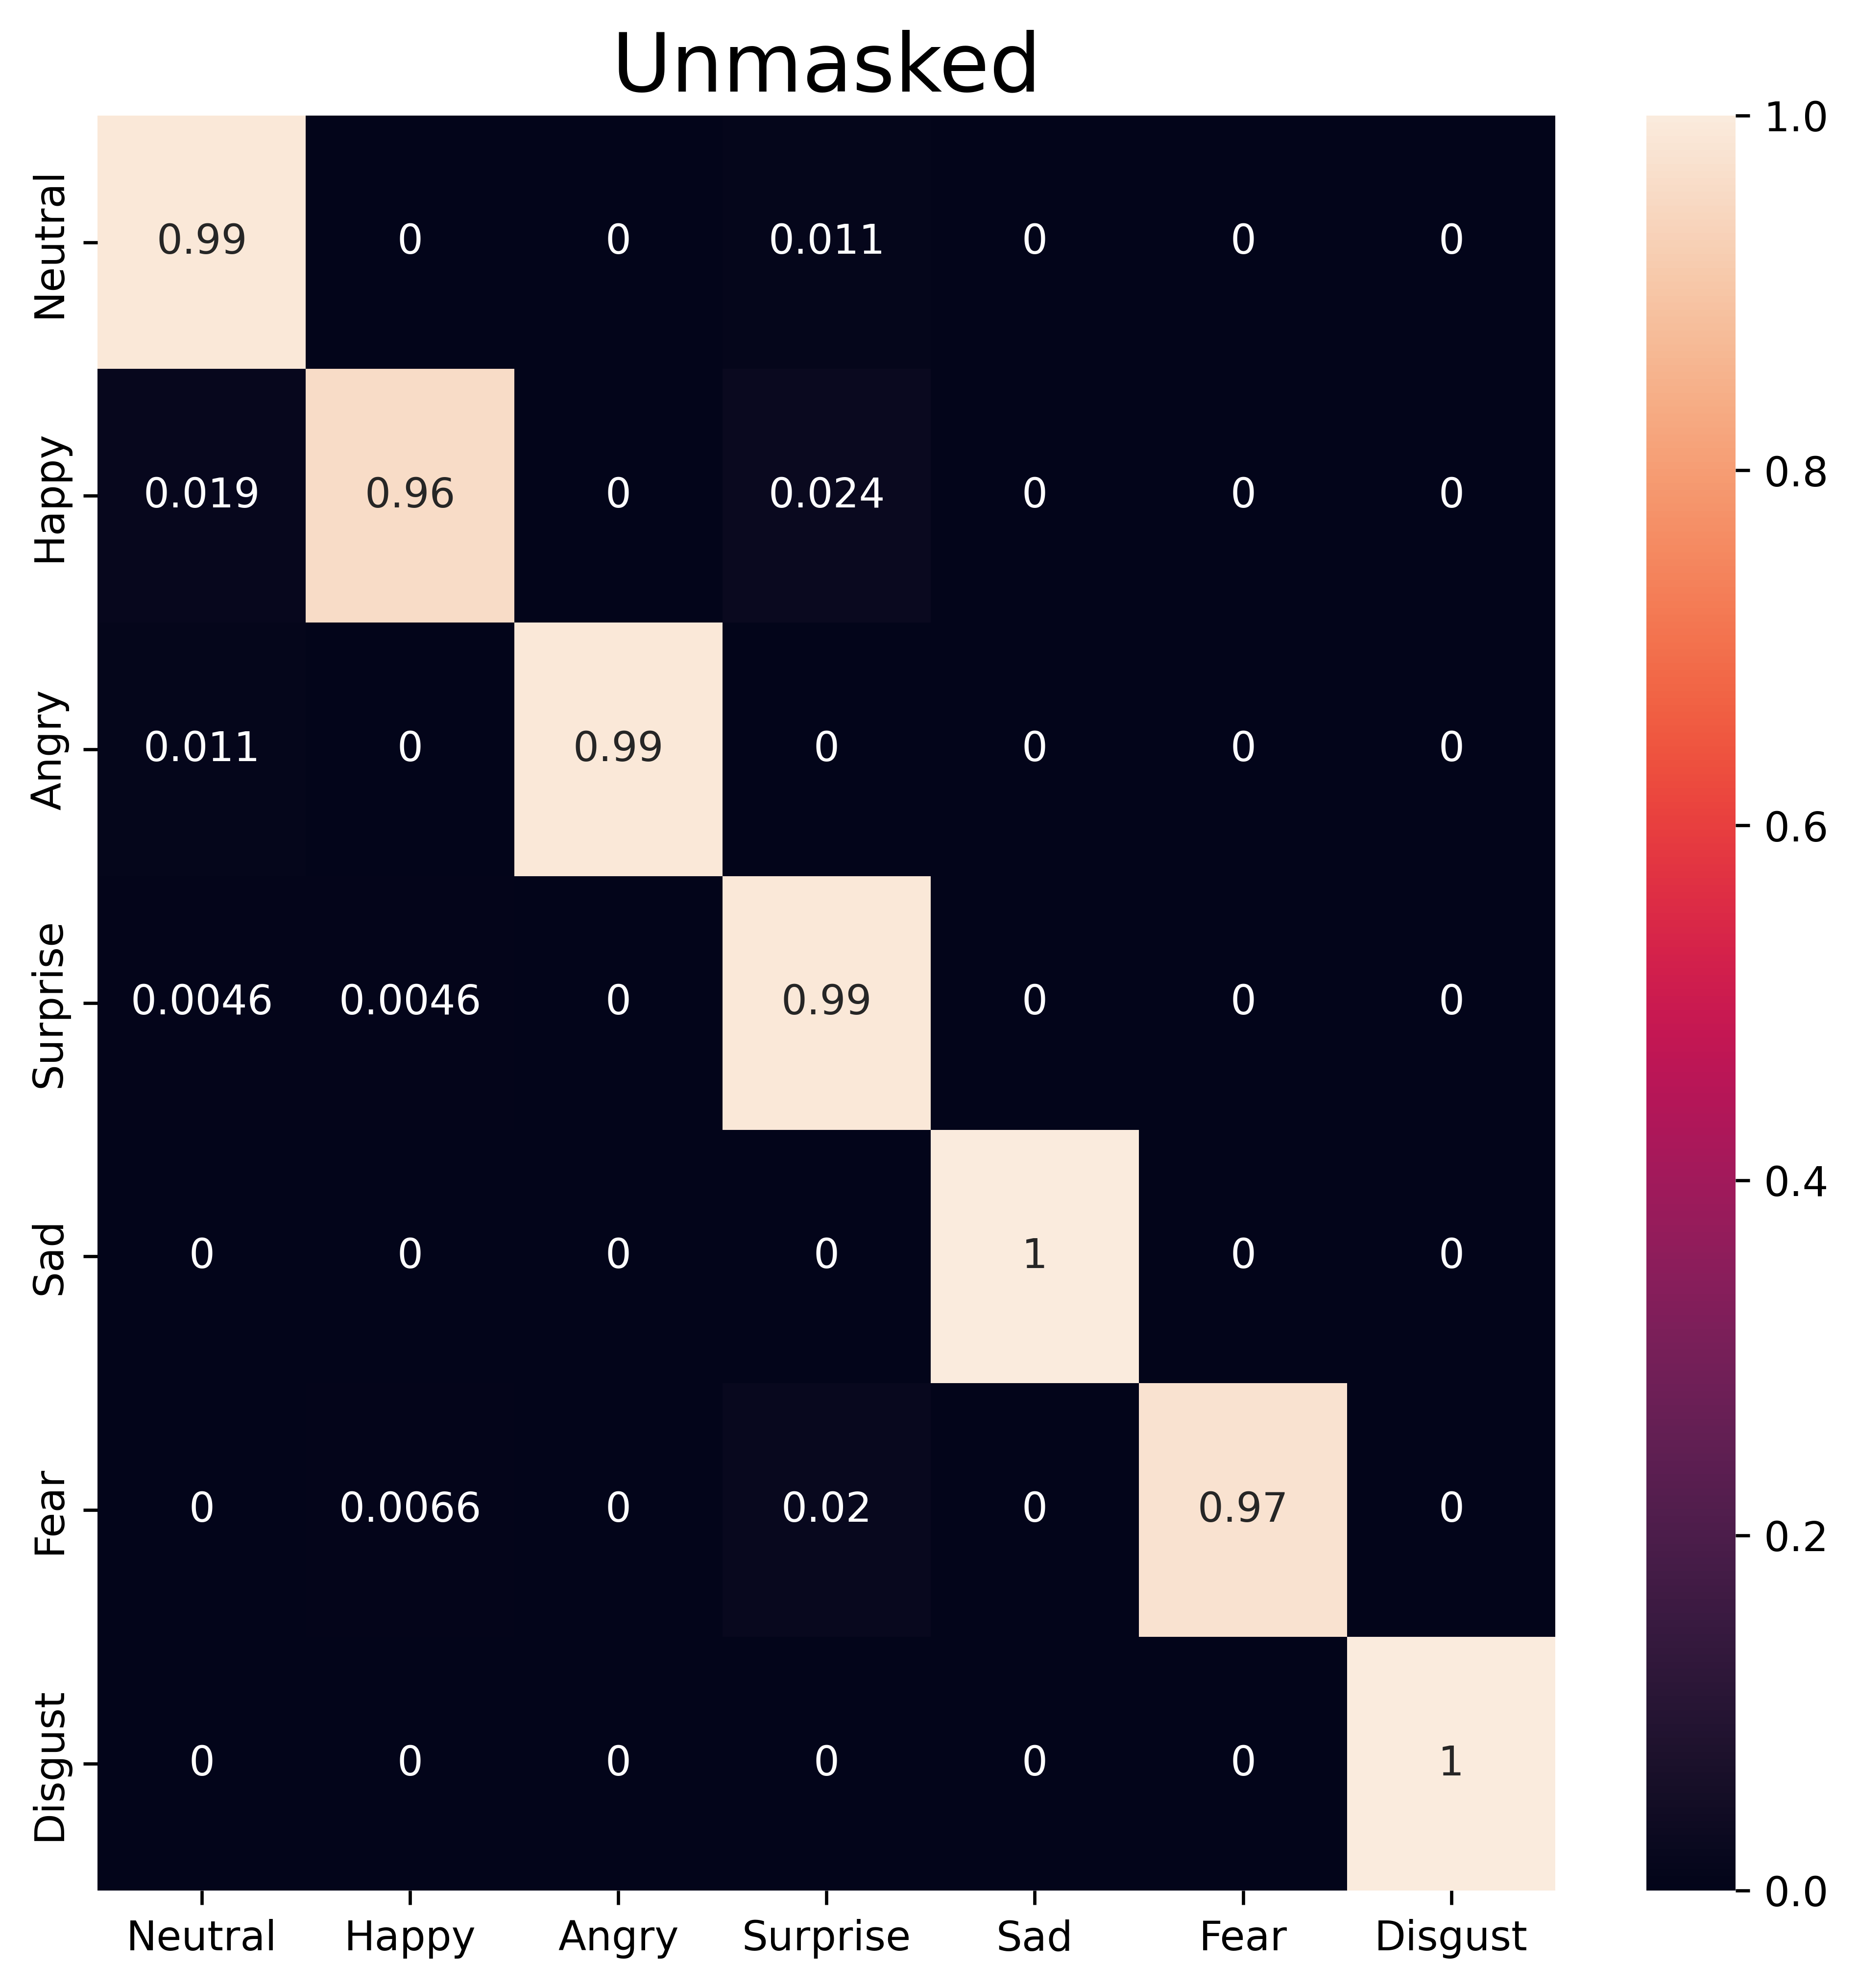 Unmasked
Neutral 0.99 0 0 0.011 0 0 0
Happy 0.019 0.96 0 0.024 0 0 0
Angry 0.011 0 0.99 0 0 0 0
Surprise 0.0046 0.0046 0 0.99 0 0 0
Sad 0 0 0 0 1 0 0
Fear 0 0.0066 0 0.02 0 0.97 0
Disgust 0 0 0 0 0 0 1
Neutral Happy Angry Surprise Sad Fear Disgust
1.0
0.8
0.6
0.4
0.2
0.0